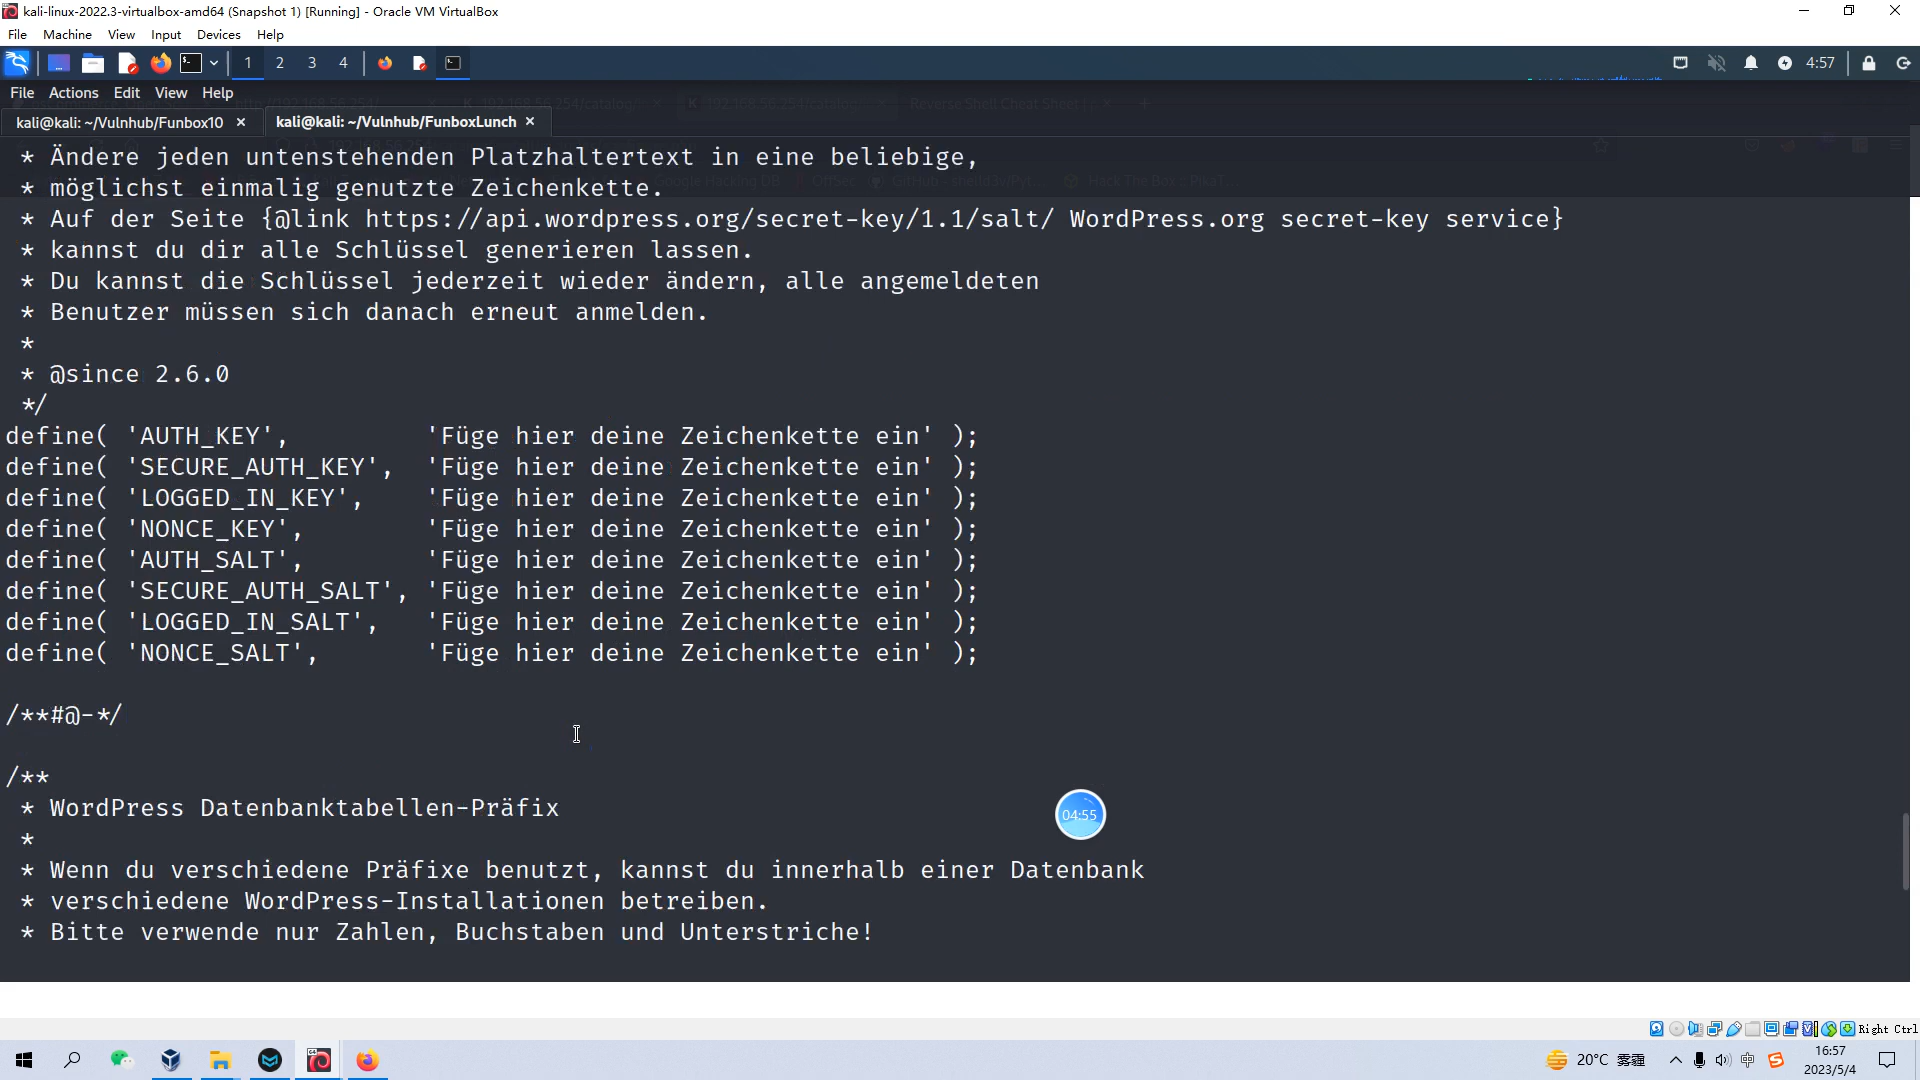 kali-linux-2022.3-virtualbox-amd64 (Snapshot 1) [Running] - Oracle VM VirtualBox
File Machine View Input Devices Help
1 2 3 4 4:57
File Actions Edit View Help
kali@kali: ~/Vulnhub/Funbox10 × kali@kali: ~/Vulnhub/FunboxLunch ×
* Ändere jeden untenstehenden Platzhaltertext in eine beliebige,
* möglichst einmalig genutzte Zeichenkette.
* Auf der Seite {@link https://api.wordpress.org/secret-key/1.1/salt/ WordPress.org secret-key service}
* kannst du dir alle Schlüssel generieren lassen.
* Du kannst die Schlüssel jederzeit wieder ändern, alle angemeldeten
* Benutzer müssen sich danach erneut anmelden.
*
* @since 2.6.0
*/
define( 'AUTH_KEY',         'Füge hier deine Zeichenkette ein' );
define( 'SECURE_AUTH_KEY',  'Füge hier deine Zeichenkette ein' );
define( 'LOGGED_IN_KEY',    'Füge hier deine Zeichenkette ein' );
define( 'NONCE_KEY',        'Füge hier deine Zeichenkette ein' );
define( 'AUTH_SALT',        'Füge hier deine Zeichenkette ein' );
define( 'SECURE_AUTH_SALT', 'Füge hier deine Zeichenkette ein' );
define( 'LOGGED_IN_SALT',   'Füge hier deine Zeichenkette ein' );
define( 'NONCE_SALT',       'Füge hier deine Zeichenkette ein' );
/**#@-*/
/**
* WordPress Datenbanktabellen-Präfix
*
* Wenn du verschiedene Präfixe benutzt, kannst du innerhalb einer Datenbank
* verschiedene WordPress-Installationen betreiben.
* Bitte verwende nur Zahlen, Buchstaben und Unterstriche!
04:55
Right Ctrl
20°C 雾霾 中 16:57
2023/5/4